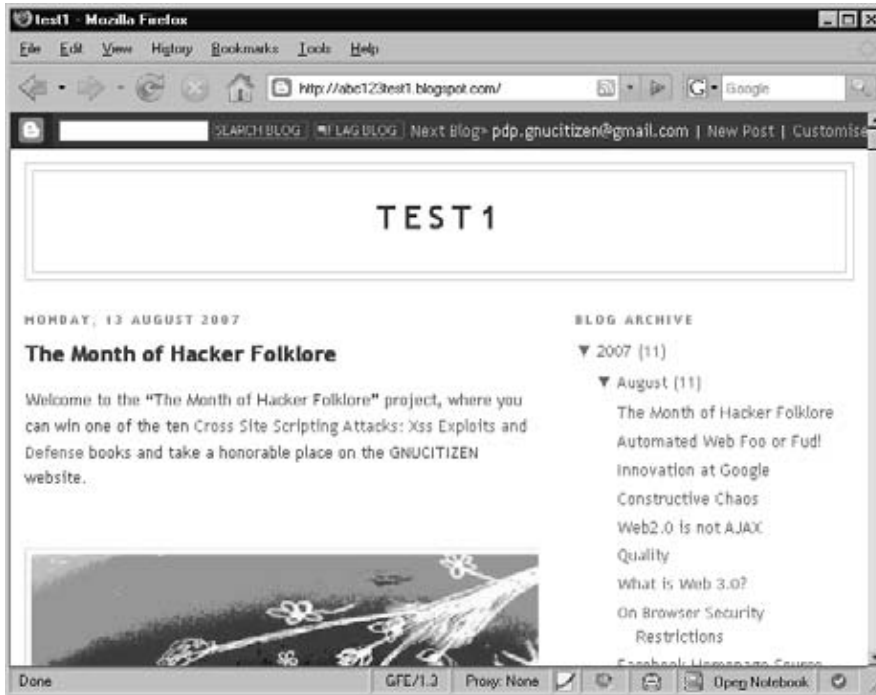 test1 - Mozilla Firefox
File Edit View History Bookmarks Tools Help
http://abc123test1.blogspot.com/ G Google
SEARCH BLOG FLAG BLOG Next Blog» pdp.gnucitizen@gmail.com | New Post | Customise
TEST1
MONDAY, 13 AUGUST 2007
The Month of Hacker Folklore
Welcome to the "The Month of Hacker Folklore" project, where you
can win one of the ten Cross Site Scripting Attacks: Xss Exploits and
Defense books and take a honorable place on the GNUCITIZEN
website.
BLOG ARCHIVE
▼ 2007 (11)
▼ August (11)
The Month of Hacker Folklore
Automated Web Foo or Fud!
Innovation at Google
Constructive Chaos
Web2.0 is not AJAX
Quality
What is Web 3.0?
On Browser Security
Restrictions
Facebook Homepage Source
Done GFE/1.3 Proxy: None Open Notebook